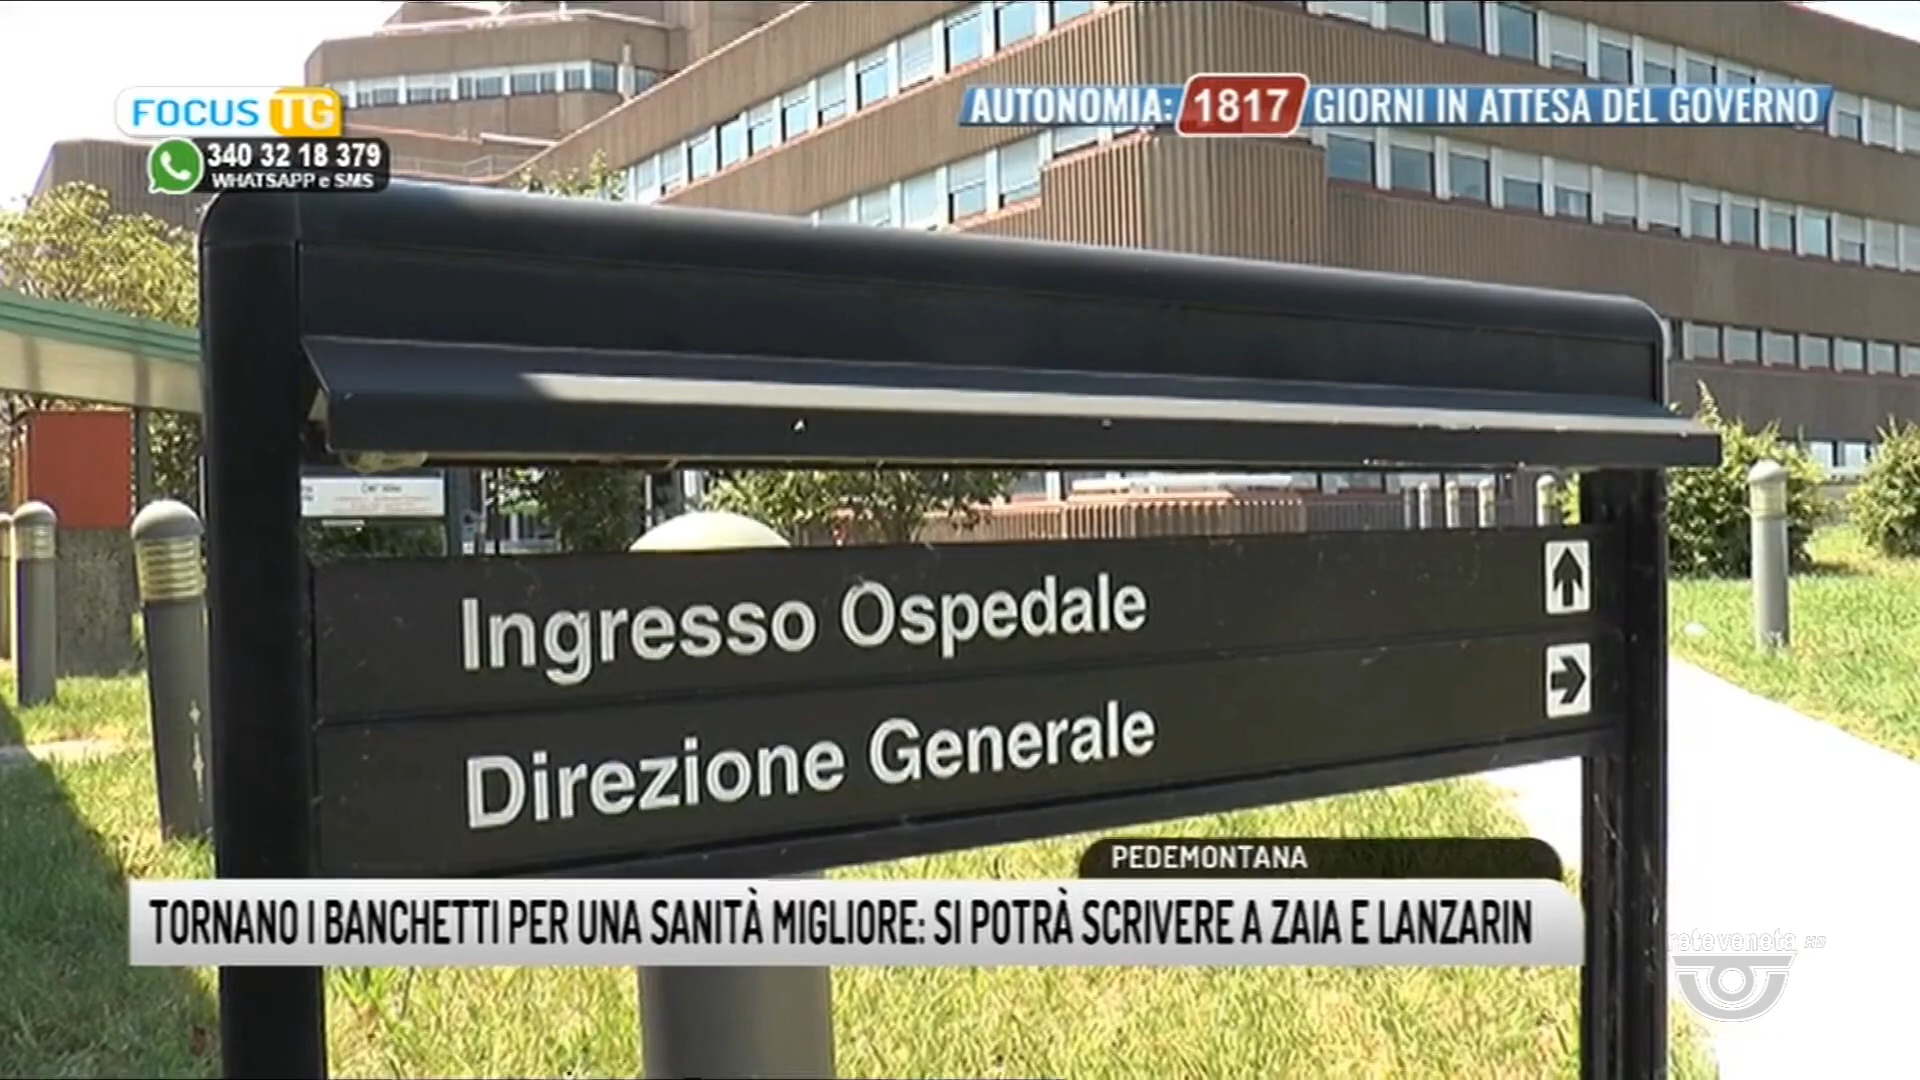 FOCUS TG
340 32 18 379
WHATSAPP e SMS
AUTONOMIA: 1817 GIORNI IN ATTESA DEL GOVERNO
Ingresso Ospedale
Direzione Generale
PEDEMONTANA
TORNANO I BANCHETTI PER UNA SANITÀ MIGLIORE: SI POTRÀ SCRIVERE A ZAIA E LANZARIN
reteveneta HD